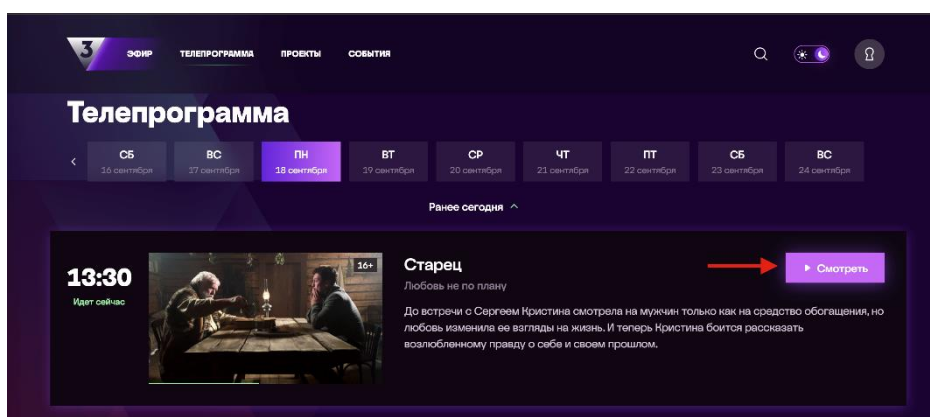 3 ЭФИР ТЕЛЕПРОГРАММА ПРОЕКТЫ СОБЫТИЯ
Телепрограмма
СБ ВС ПН ВТ СР ЧТ ПТ СБ ВС
16 сентября 17 сентября 18 сентября 19 сентября 20 сентября 21 сентября 22 сентября 23 сентября 24 сентября
Ранее сегодня
13:30
Идет сейчас
16+
Старец
Смотреть
Любовь не по плану
До встречи с Сергеем Кристина смотрела на мужчин только как на средство обогащения, но
любовь изменила ее взгляды на жизнь. И теперь Кристина боится рассказать
возлюбленному правду о себе и своем прошлом.